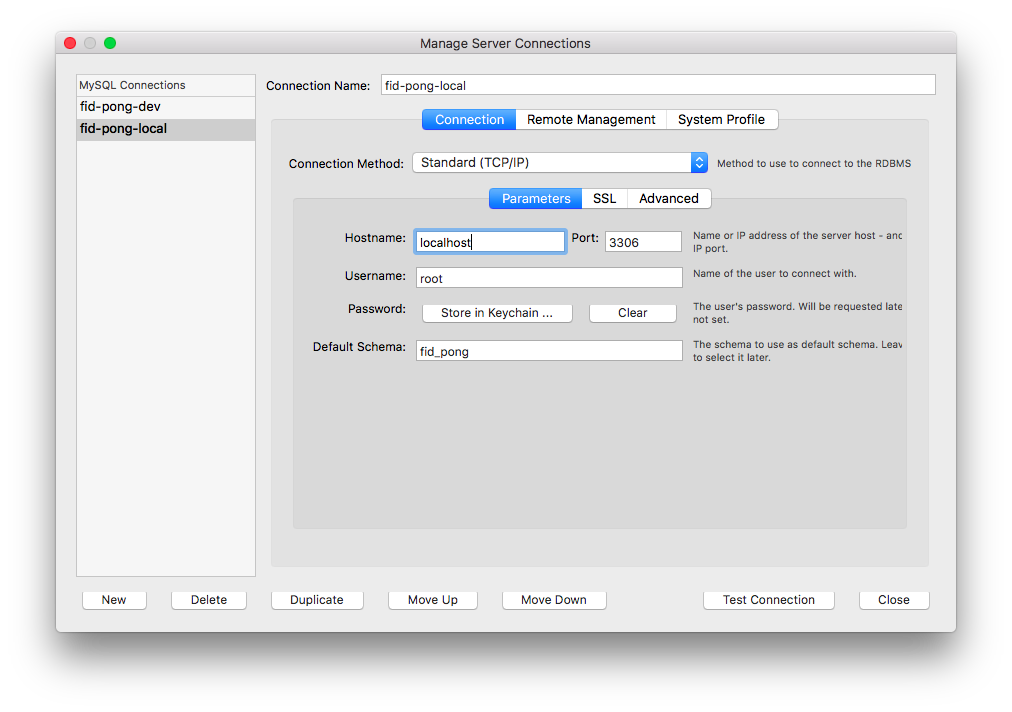 Manage Server Connections
MySQL Connections
fid-pong-dev
fid-pong-local
Connection Name: fid-pong-local
Connection Remote Management System Profile
Connection Method: Standard (TCP/IP) Method to use to connect to the RDBMS
Parameters SSL Advanced
Hostname: localhost Port: 3306 Name or IP address of the server host - and
IP port.
Username: root Name of the user to connect with.
Password: Store in Keychain ... Clear The user's password. Will be requested late
not set.
Default Schema: fid_pong The schema to use as default schema. Leav
to select it later.
New Delete Duplicate Move Up Move Down Test Connection Close